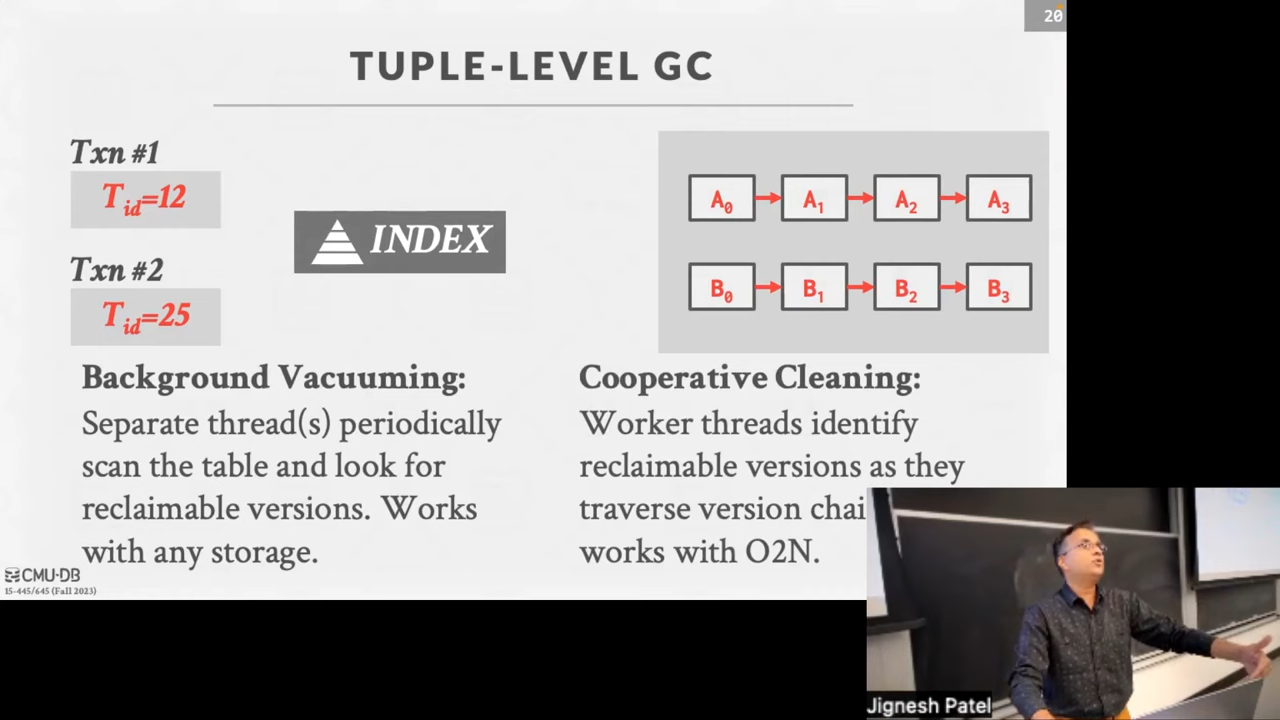 20
TUPLE-LEVEL GC
Txn #1
Tid=12
Txn #2
Tid=25
INDEX
A0 A1 A2 A3
B0 B1 B2 B3
Background Vacuuming:
Separate thread(s) periodically
scan the table and look for
reclaimable versions. Works
with any storage.
Cooperative Cleaning:
Worker threads identify
reclaimable versions as they
traverse version
works with O2N.
CMU·DB
15-445/645 (Fall 2023)
Jignesh Patel